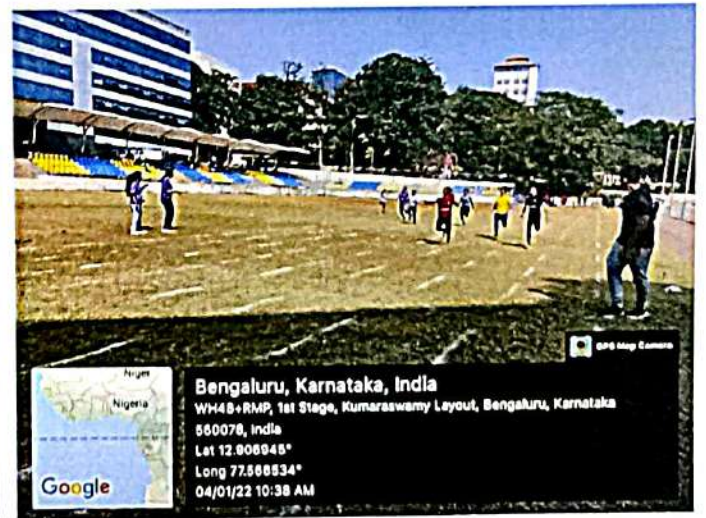 GPS Map Camera
Niger
Nigeria
Google
Bengaluru, Karnataka, India
WH48+RMP, 1st Stage, Kumaraswamy Layout, Bengaluru, Karnataka
560078, India
Lat 12.906945°
Long 77.566534°
04/01/22 10:38 AM